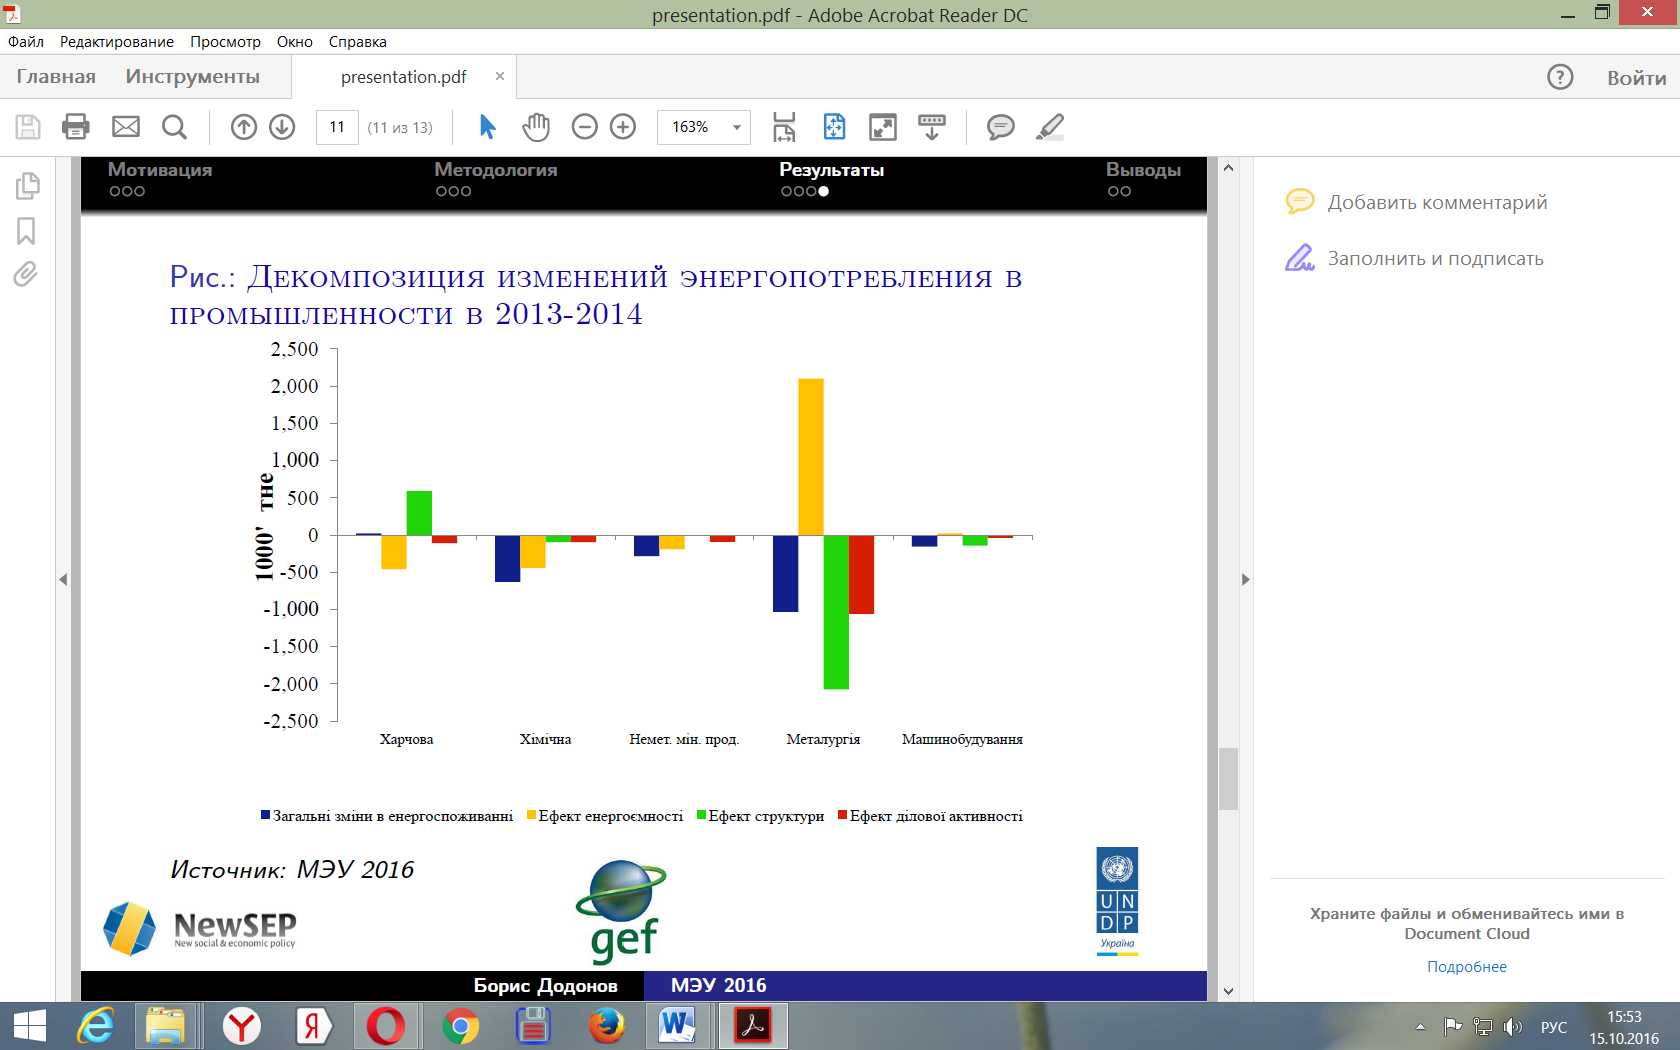 presentation.pdf - Adobe Acrobat Reader DC
Файл Редактирование Просмотр Окно Справка
Главная Инструменты presentation.pdf × ? Войти
11 (11 из 13) 163%
Мотивация Методология Результаты Выводы
Добавить комментарий
Заполнить и подписать
Рис.: Декомпозиция изменений энергопотребления в
промышленности в 2013-2014
2,500
2,000
1,500
1,000
500
0
-500
-1,000
-1,500
-2,000
-2,500
1000' тне
Харчова Хімічна Немет. мін. прод. Металургія Машинобудування
Загальні зміни в енергоспоживанні Ефект енергоємності Ефект структури Ефект ділової активності
Источник: МЭУ 2016
NewSEP
New social & economic policy
gef
UN
DP
Україна
Храните файлы и обменивайтесь ими в
Document Cloud
Подробнее
Борис Додонов МЭУ 2016
РУС
15:53
15.10.2016